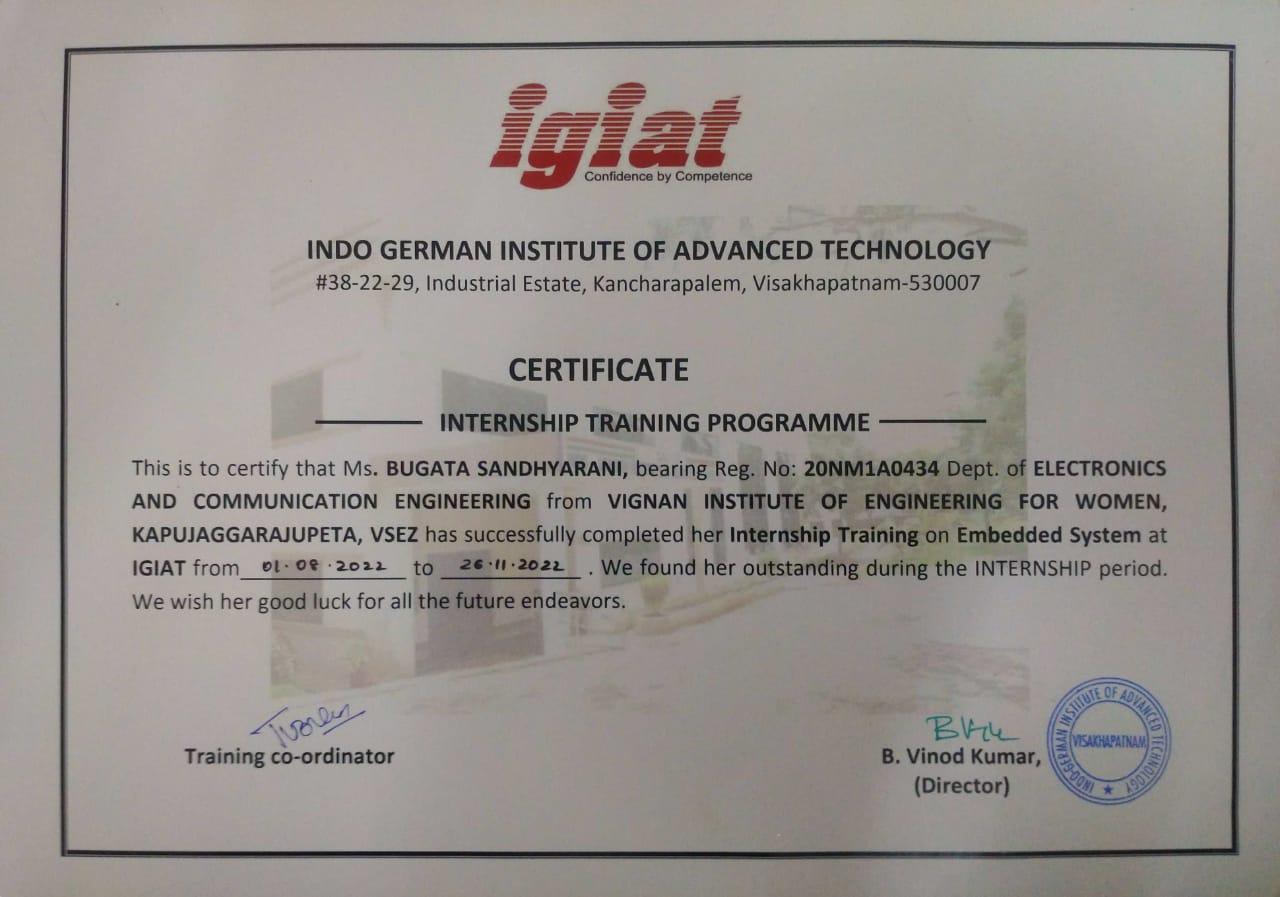 igiat
Confidence by Competence
INDO GERMAN INSTITUTE OF ADVANCED TECHNOLOGY
#38-22-29, Industrial Estate, Kancharapalem, Visakhapatnam-530007
CERTIFICATE
INTERNSHIP TRAINING PROGRAMME
This is to certify that Ms. BUGATA SANDHYARANI, bearing Reg. No: 20NM1A0434 Dept. of ELECTRONICS
AND COMMUNICATION ENGINEERING from VIGNAN INSTITUTE OF ENGINEERING FOR WOMEN,
KAPUJAGGARAJUPETA, VSEZ has successfully completed her Internship Training on Embedded System at
IGIAT from 01.08.2022 to 26.11.2022. We found her outstanding during the INTERNSHIP period.
We wish her good luck for all the future endeavors.
Training co-ordinator
B. Vinod Kumar,
(Director)
INDO-GERMAN INSTITUTE OF ADVANCED TECHNOLOGY
VISAKHAPATNAM